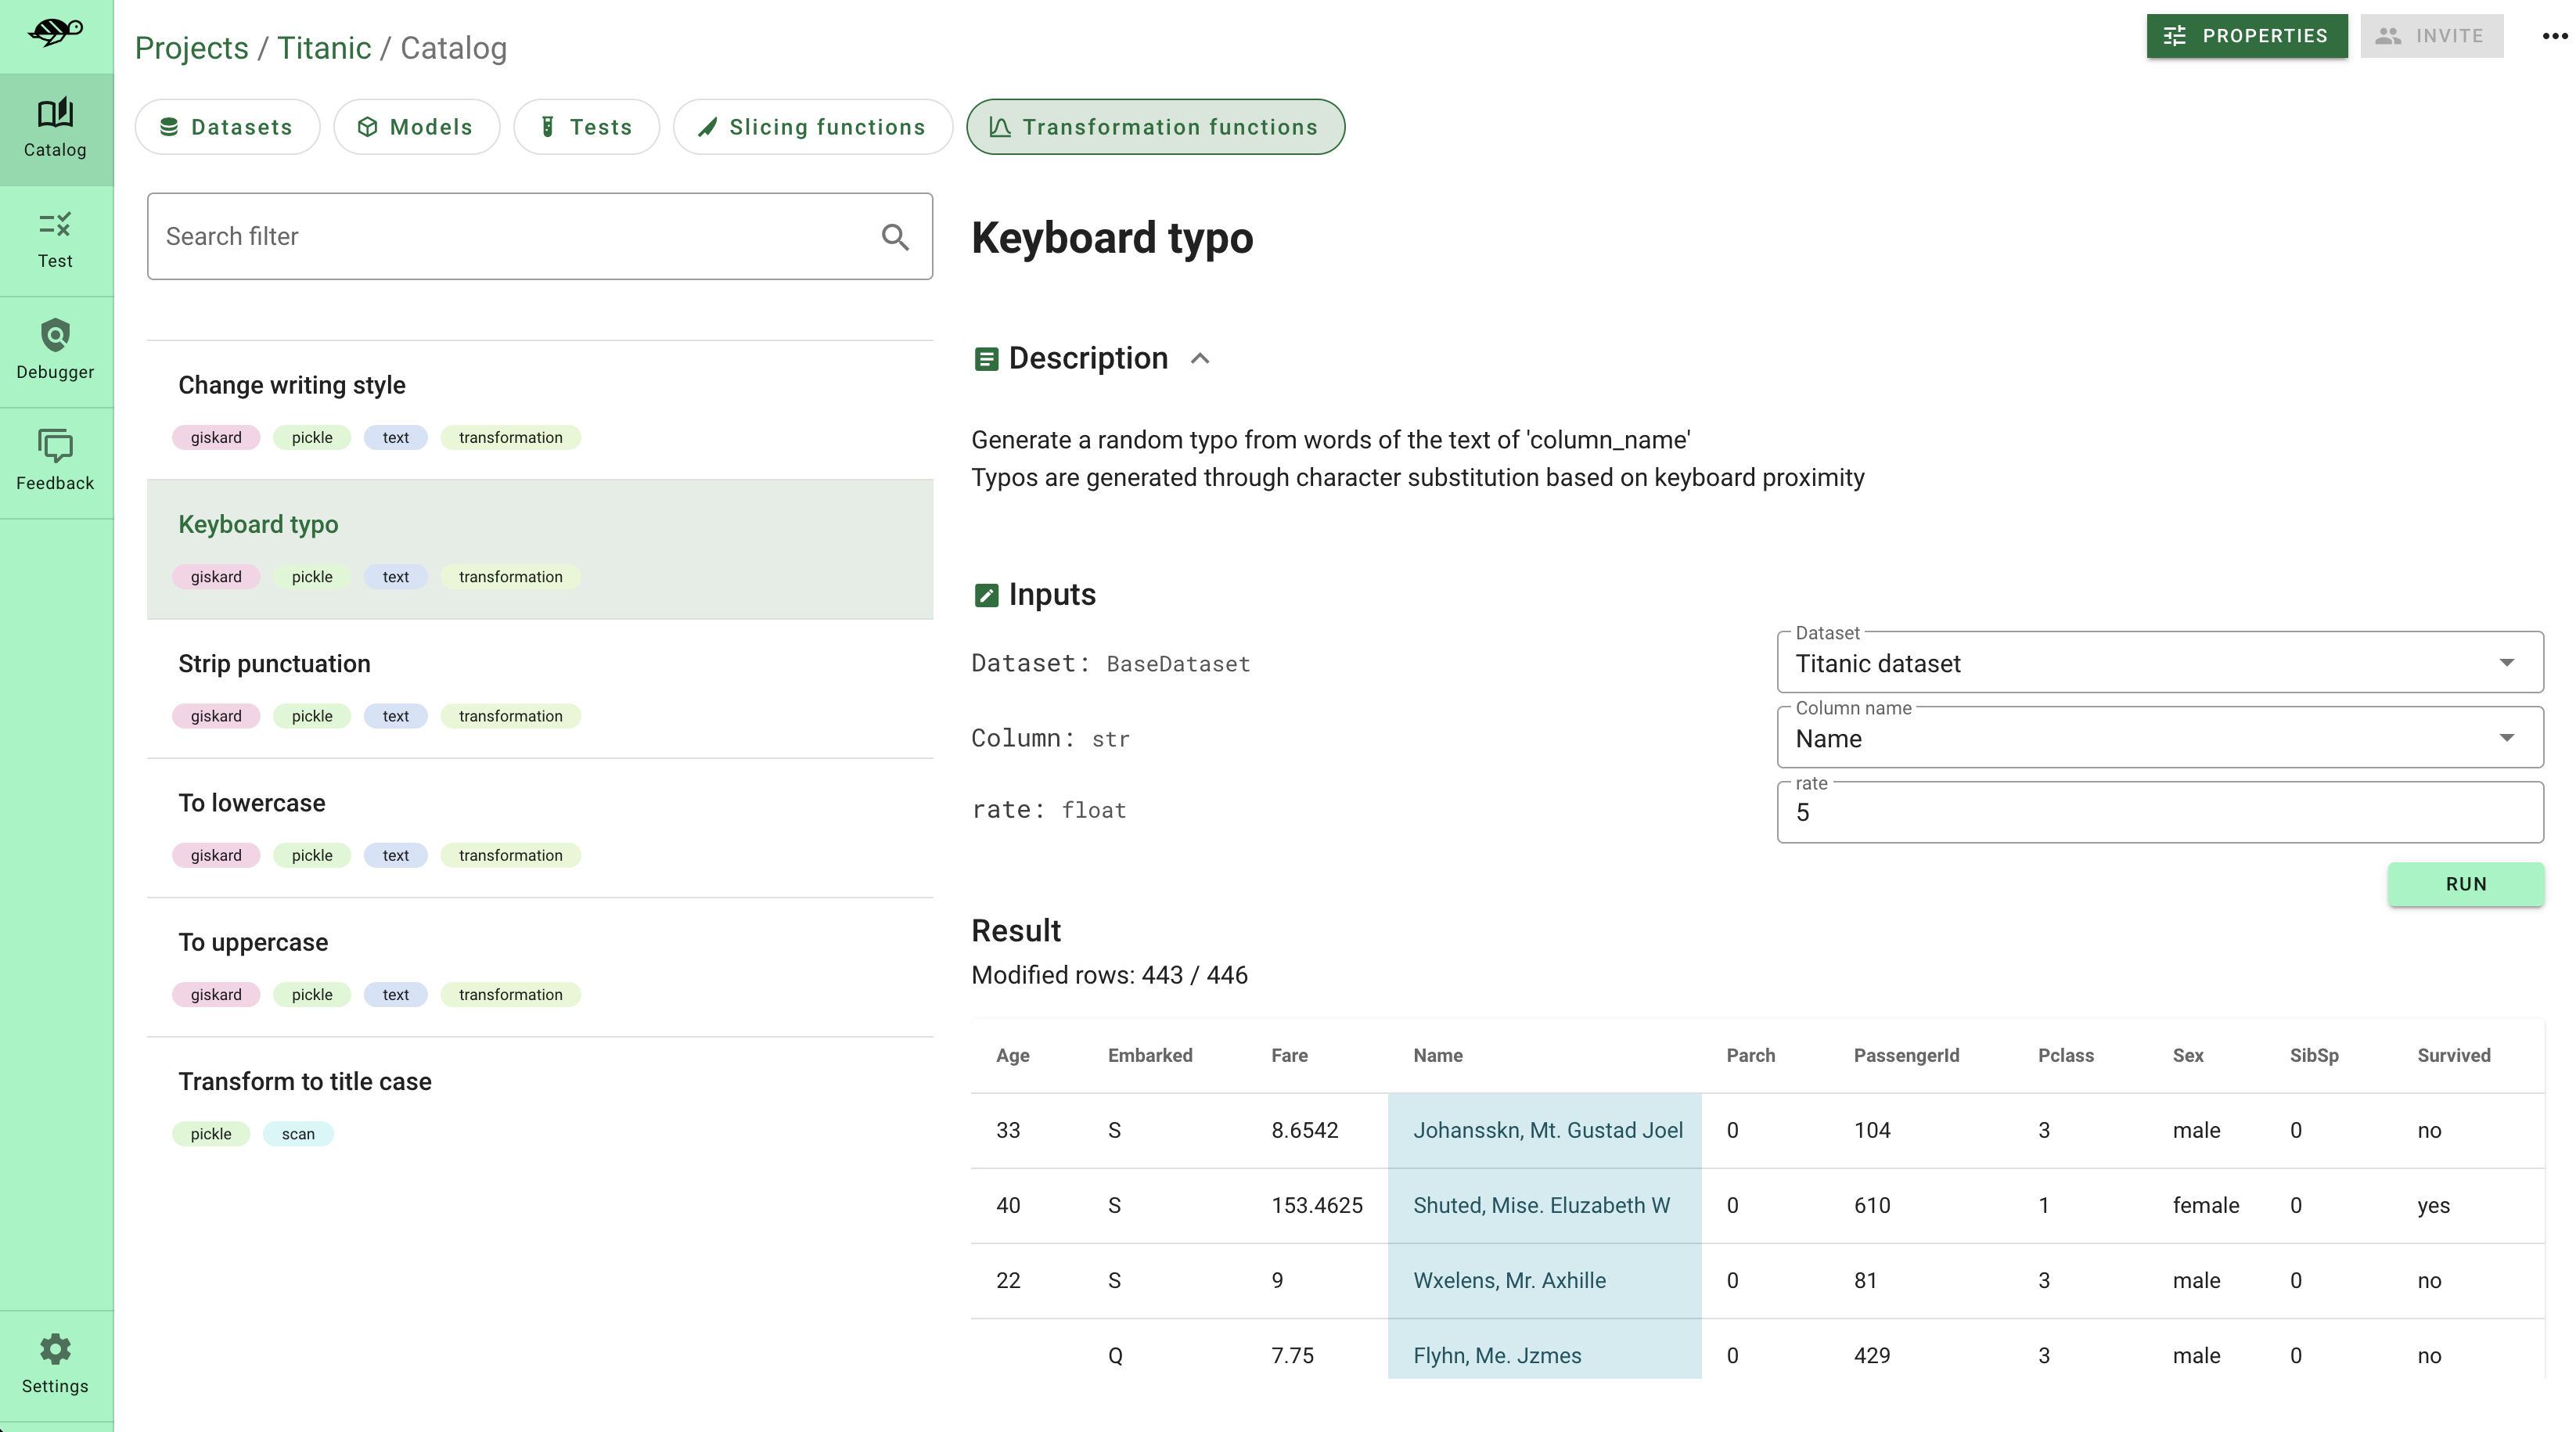 Projects / Titanic / Catalog
PROPERTIES
INVITE
Catalog
Test
Debugger
Feedback
Settings
Datasets
Models
Tests
Slicing functions
Transformation functions
Search filter
Change writing style
giskard pickle text transformation
Keyboard typo
giskard pickle text transformation
Strip punctuation
giskard pickle text transformation
To lowercase
giskard pickle text transformation
To uppercase
giskard pickle text transformation
Transform to title case
pickle scan
Keyboard typo
Description
Generate a random typo from words of the text of 'column_name'
Typos are generated through character substitution based on keyboard proximity
Inputs
Dataset: BaseDataset
Dataset
Titanic dataset
Column: str
Column name
Name
rate: float
rate
5
RUN
Result
Modified rows: 443 / 446
Age Embarked Fare Name Parch PassengerId Pclass Sex SibSp Survived
33 S 8.6542 Johansskn, Mt. Gustad Joel 0 104 3 male 0 no
40 S 153.4625 Shuted, Mise. Eluzabeth W 0 610 1 female 0 yes
22 S 9 Wxelens, Mr. Axhille 0 81 3 male 0 no
Q 7.75 Flyhn, Me. Jzmes 0 429 3 male 0 no